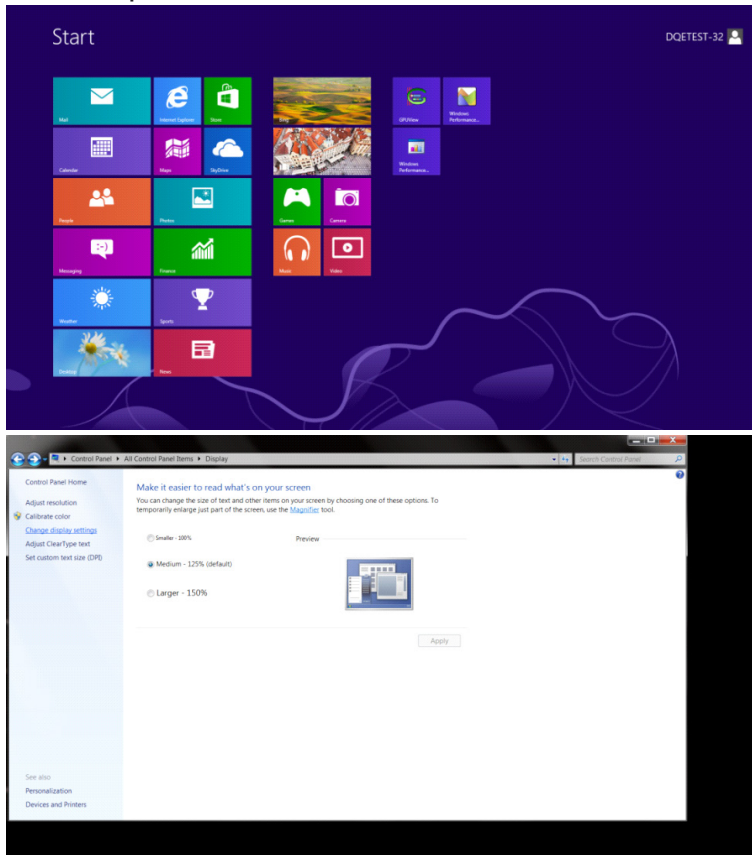 Start
DQETEST-32
Mail
Internet Explorer
Store
Bing
GPUView
Windows
Performance...
Calendar
Maps
SkyDrive
Windows
Performance...
People
Photos
Games
Camera
Messaging
Finance
Music
Video
Weather
Sports
Desktop
News
Control Panel
All Control Panel Items
Display
Search Control Panel
Control Panel Home
Adjust resolution
Calibrate color
Change display settings
Adjust ClearType text
Set custom text size (DPI)
Make it easier to read what's on your screen
You can change the size of text and other items on your screen by choosing one of these options. To
temporarily enlarge just part of the screen, use the Magnifier tool.
Smaller - 100%
Preview
Medium - 125% (default)
Larger - 150%
Apply
See also
Personalization
Devices and Printers